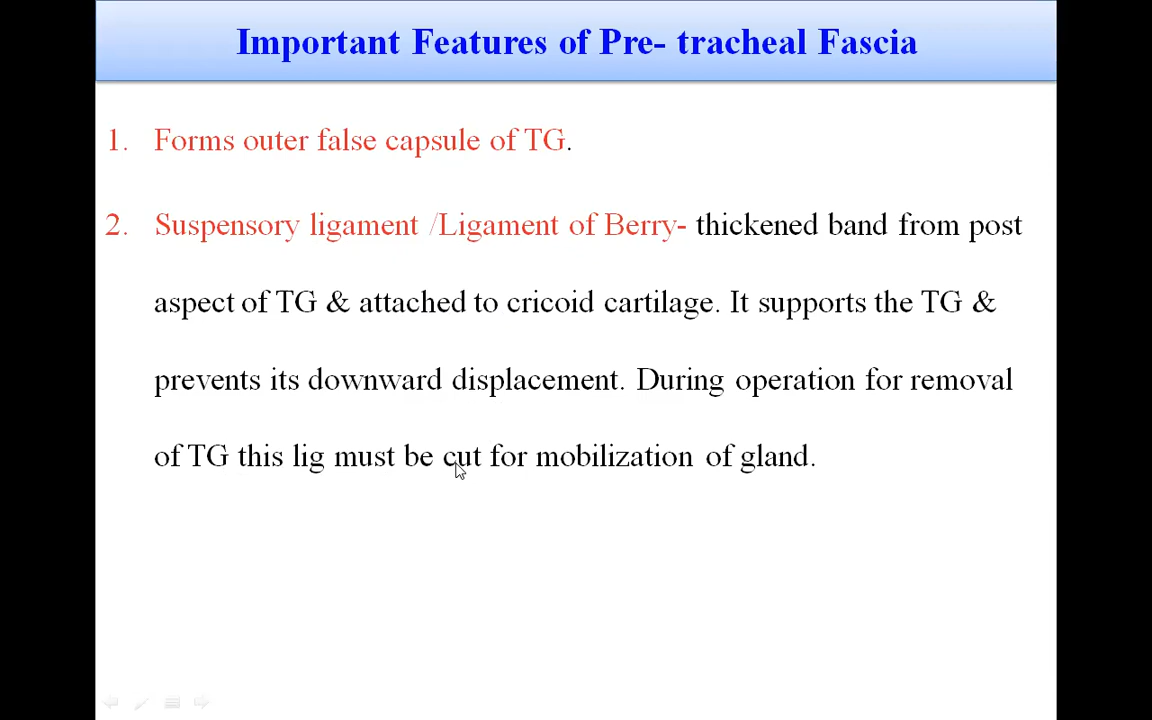 Important Features of Pre- tracheal Fascia
1. Forms outer false capsule of TG.
2. Suspensory ligament /Ligament of Berry- thickened band from post
aspect of TG & attached to cricoid cartilage. It supports the TG &
prevents its downward displacement. During operation for removal
of TG this lig must be cut for mobilization of gland.